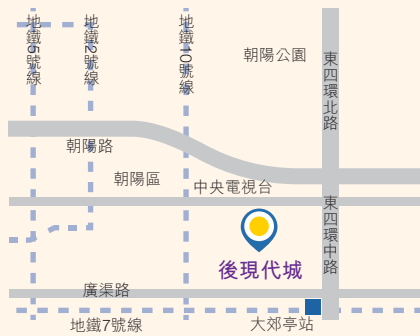 地鐵5號線
地鐵2號線
地鐵10號線
朝陽公園
東四環北路
朝陽路
朝陽區
中央電視台
東四環中路
後現代城
廣渠路
地鐵7號線
大郊亭站